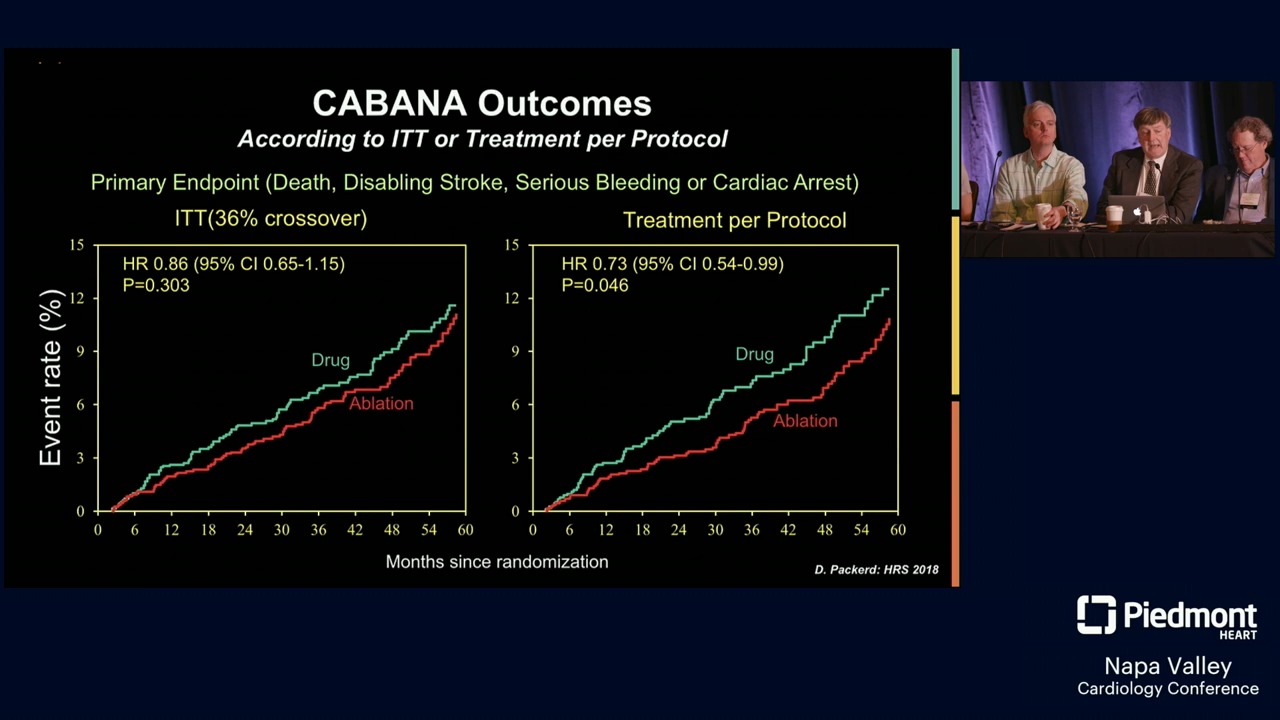 CABANA Outcomes
According to ITT or Treatment per Protocol
Primary Endpoint (Death, Disabling Stroke, Serious Bleeding or Cardiac Arrest)
ITT(36% crossover)
HR 0.86 (95% CI 0.65-1.15)
P=0.303
Event rate (%)
15
12
9
6
3
0
Drug
Ablation
0 6 12 18 24 30 36 42 48 54 60
Treatment per Protocol
HR 0.73 (95% CI 0.54-0.99)
P=0.046
15
12
9
6
3
0
Drug
Ablation
0 6 12 18 24 30 36 42 48 54 60
Months since randomization
D. Packerd: HRS 2018
Piedmont
HEART
Napa Valley
Cardiology Conference